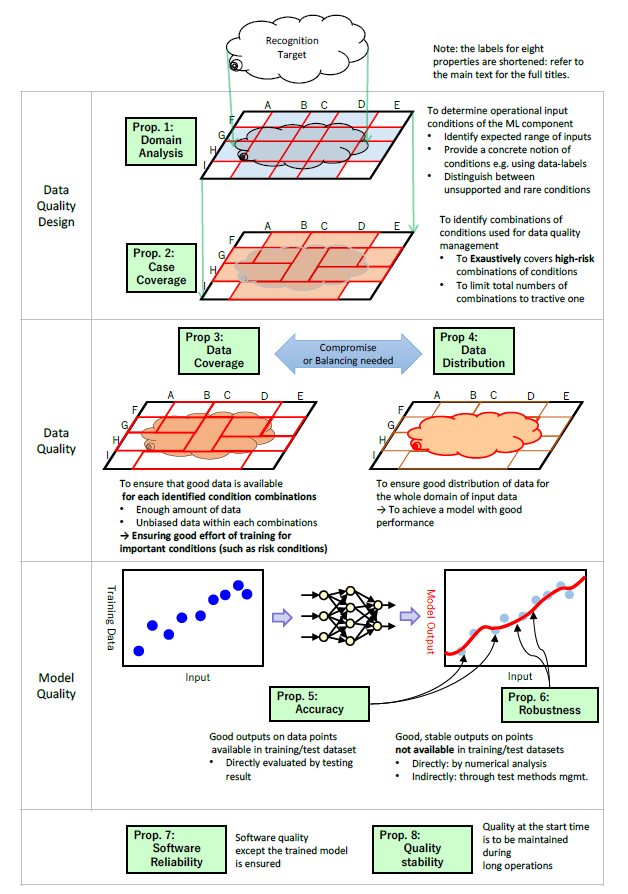 Recognition
Target
Note: the labels for eight
properties are shortened: refer to
the main text for the full titles.
Data
Quality
Design
Prop. 1:
Domain
Analysis
A B C D E
F
G
H
I
To determine operational input
conditions of the ML component
• Identify expected range of inputs
• Provide a concrete notion of
conditions e.g. using data-labels
• Distinguish between
unsupported and rare conditions
Prop. 2:
Case
Coverage
A B C D E
F
G
H
I
To identify combinations of
conditions used for data quality
management
• To Exaustively covers high-risk
combinations of conditions
• To limit total numbers of
combinations to tractive one
Data
Quality
Prop 3:
Data
Coverage
Compromise
or Balancing needed
Prop 4:
Data
Distribution
A B C D E
F
G
H
I
A B C D E
F
G
H
I
To ensure that good data is available
for each identified condition combinations
• Enough amount of data
• Unbiased data within each combinations
→ Ensuring good effort of training for
important conditions (such as risk conditions)
To ensure good distribution of data for
the whole domain of input data
→ To achieve a model with good
performance
Model
Quality
Training Data
Input
Model Output
Input
Prop. 5:
Accuracy
Prop. 6:
Robustness
Good outputs on data points
available in training/test dataset
• Directly evaluated by testing
result
Good, stable outputs on points
not available in training/test datasets
• Directly: by numerical analysis
• Indirectly: through test methods mgmt.
Prop. 7:
Software
Reliability
Software quality
except the trained model
is ensured
Prop. 8:
Quality
stability
Quality at the start time
is to be maintained
during
long operations